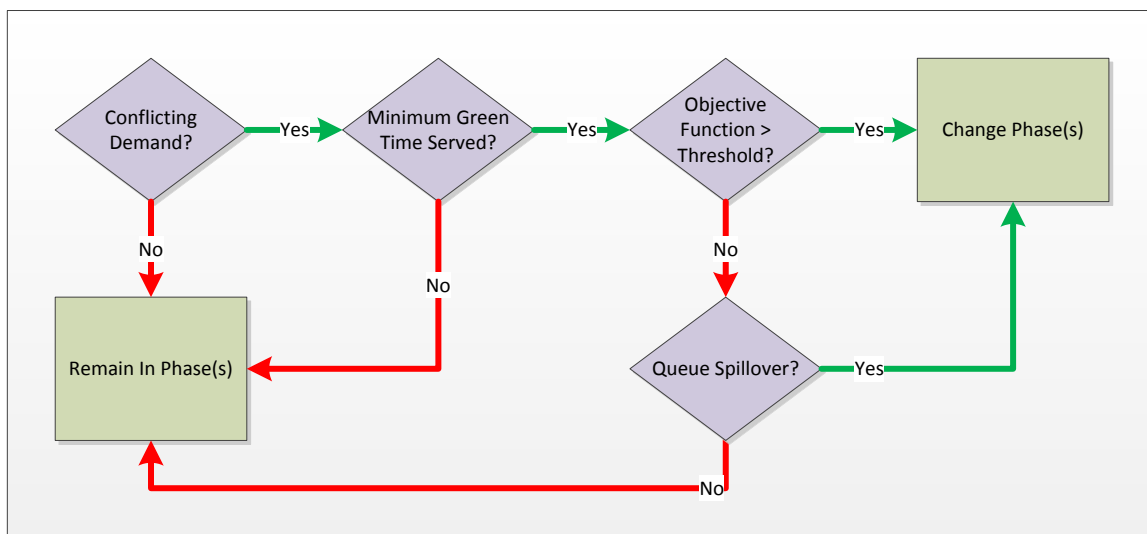 Conflicting
Demand?
Yes
Minimum Green
Time Served?
Yes
Objective
Function >
Threshold?
Yes
Change Phase(s)
No
No
No
Remain In Phase(s)
Queue Spillover?
Yes
No